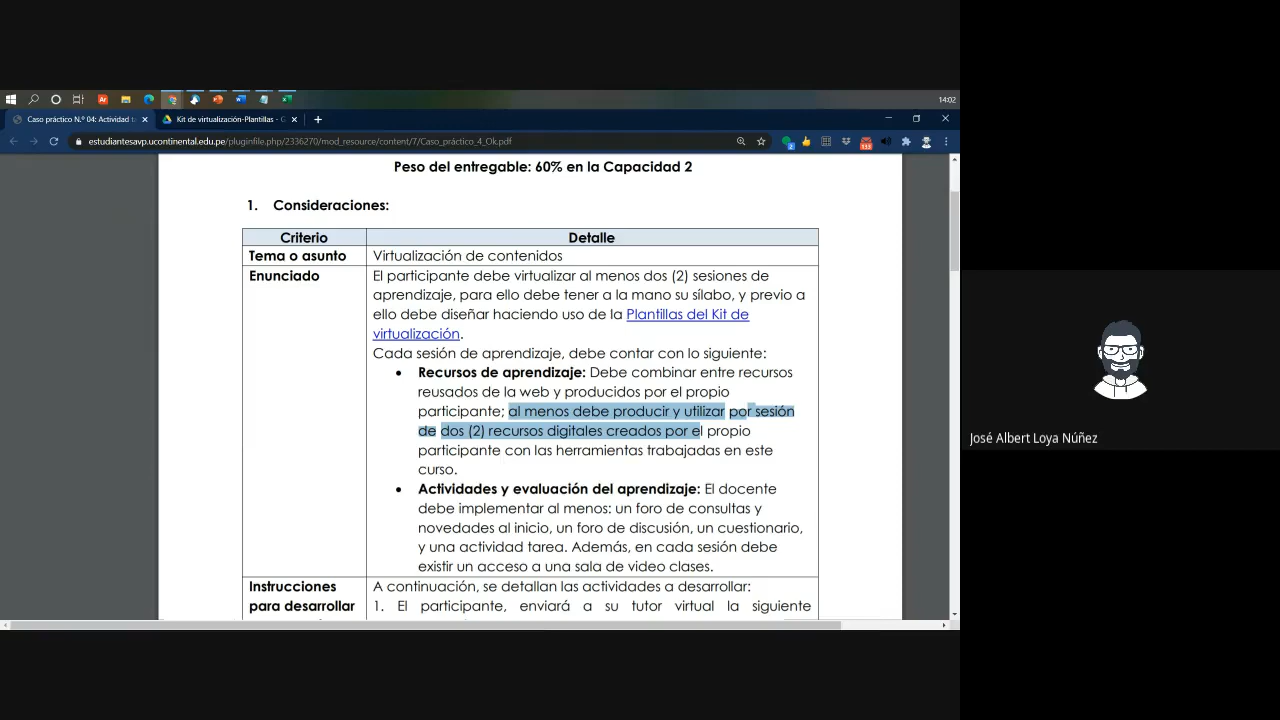 14:02
Caso práctico N.º 04: Actividad ta
Kit de virtualización-Plantillas - G
estudiantesavp.ucontinental.edu.pe/pluginfile.php/2336270/mod_resource/content/7/Caso_práctico_4_Ok.pdf
Peso del entregable: 60% en la Capacidad 2
1. Consideraciones:
Criterio Detalle
Tema o asunto Virtualización de contenidos
Enunciado El participante debe virtualizar al menos dos (2) sesiones de
aprendizaje, para ello debe tener a la mano su sílabo, y previo a
ello debe diseñar haciendo uso de la Plantillas del Kit de
virtualización.
Cada sesión de aprendizaje, debe contar con lo siguiente:
• Recursos de aprendizaje: Debe combinar entre recursos
reusados de la web y producidos por el propio
participante; al menos debe producir y utilizar por sesión
de dos (2) recursos digitales creados por el propio
participante con las herramientas trabajadas en este
curso.
• Actividades y evaluación del aprendizaje: El docente
debe implementar al menos: un foro de consultas y
novedades al inicio, un foro de discusión, un cuestionario,
y una actividad tarea. Además, en cada sesión debe
existir un acceso a una sala de video clases.
Instrucciones A continuación, se detallan las actividades a desarrollar:
para desarrollar 1. El participante, enviará a su tutor virtual la siguiente
José Albert Loya Núñez